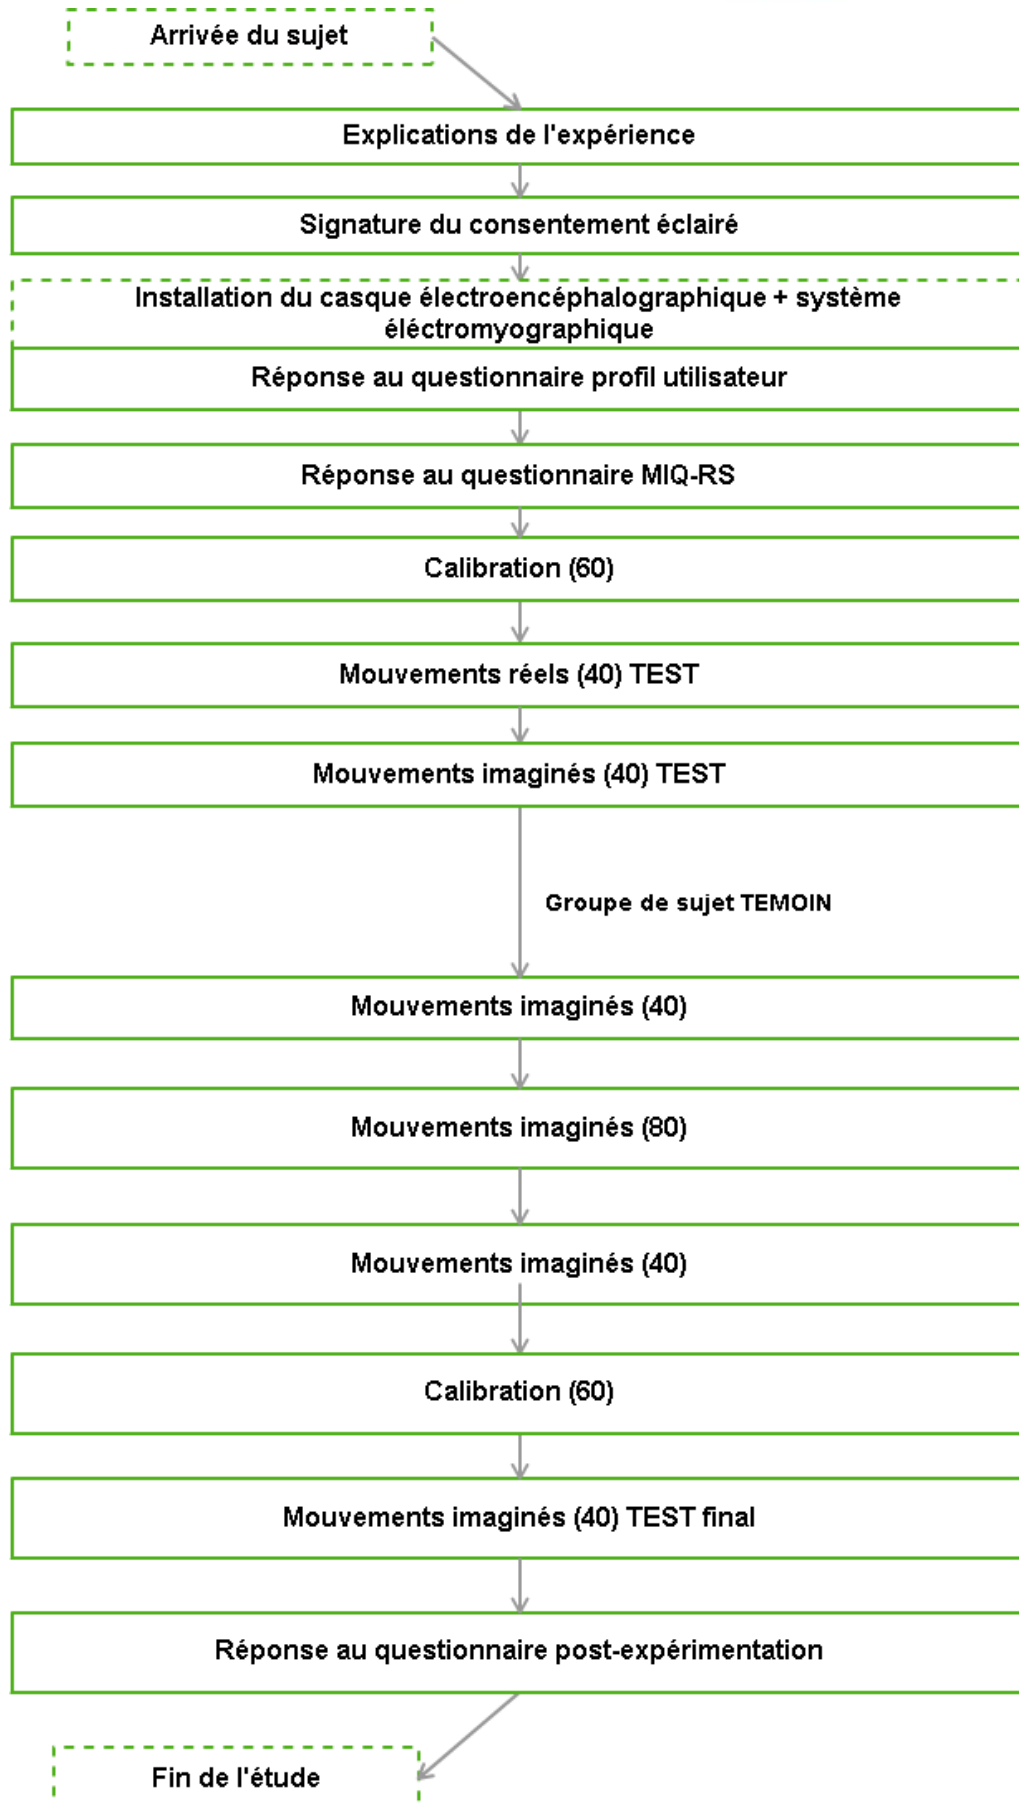 Arrivée du sujet
Explications de l'expérience
Signature du consentement éclairé
Installation du casque électroencéphalographique + système
éléctromyographique
Réponse au questionnaire profil utilisateur
Réponse au questionnaire MIQ-RS
Calibration (60)
Mouvements réels (40) TEST
Mouvements imaginés (40) TEST
Groupe de sujet TEMOIN
Mouvements imaginés (40)
Mouvements imaginés (80)
Mouvements imaginés (40)
Calibration (60)
Mouvements imaginés (40) TEST final
Réponse au questionnaire post-expérimentation
Fin de l'étude